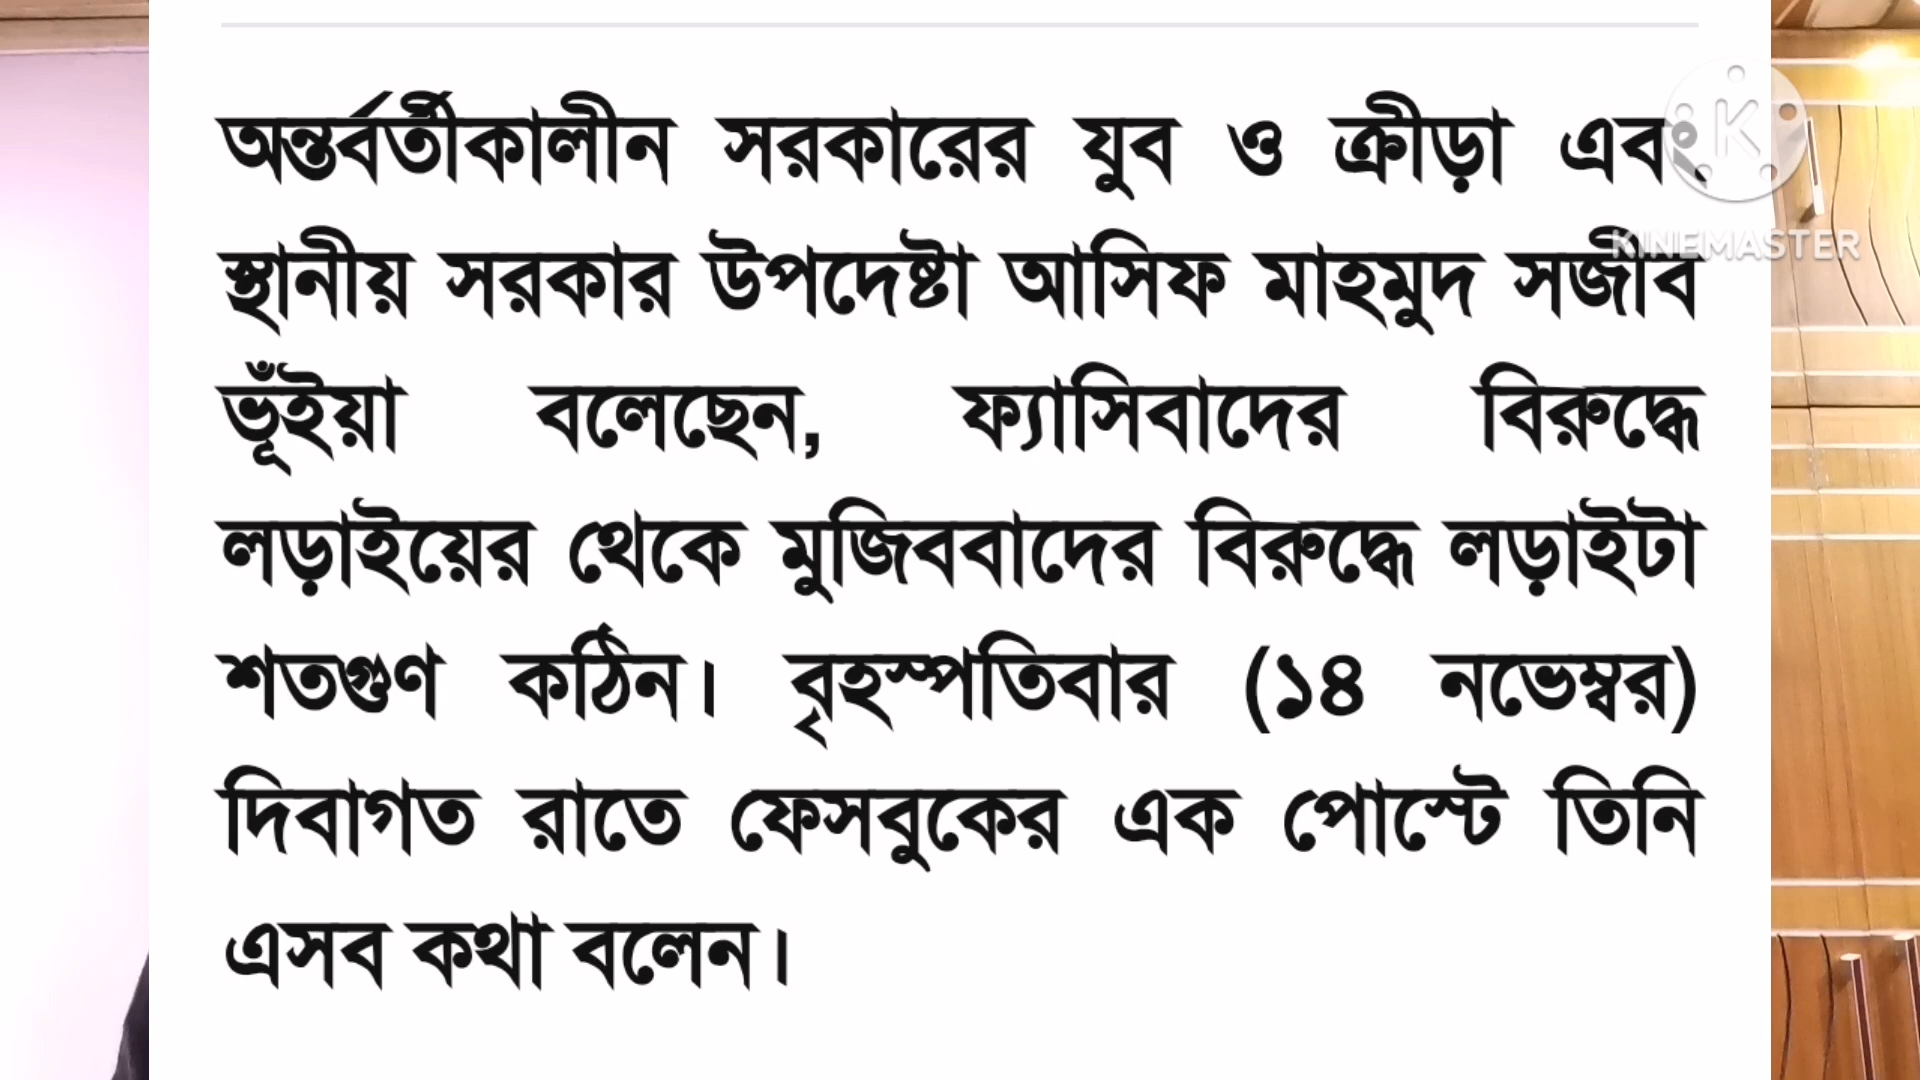 অন্তর্বর্তীকালীন সরকারের যুব ও ক্রীড়া এবং
স্থানীয় সরকার উপদেষ্টা আসিফ মাহমুদ সজীব
ভূঁইয়া বলেছেন, ফ্যাসিবাদের বিরুদ্ধে
লড়াইয়ের থেকে মুজিববাদের বিরুদ্ধে লড়াইটা
শতগুণ কঠিন। বৃহস্পতিবার (১৪ নভেম্বর)
দিবাগত রাতে ফেসবুকের এক পোস্টে তিনি
এসব কথা বলেন।
K
KINEMASTER